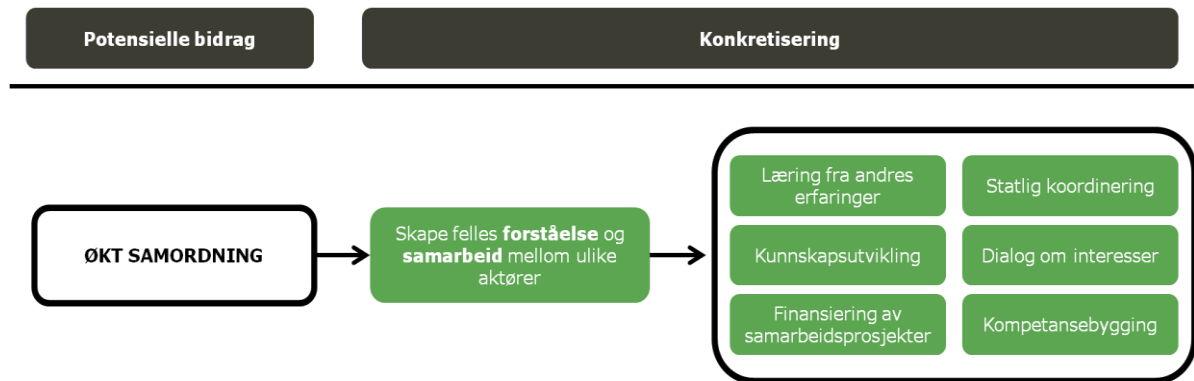 Potensielle bidrag
Konkretisering
ØKT SAMORDNING
Skape felles forståelse og
samarbeid mellom ulike
aktører
Læring fra andres
erfaringer
Statlig koordinering
Kunnskapsutvikling
Dialog om interesser
Finansiering av
samarbeidsprosjekter
Kompetansebygging